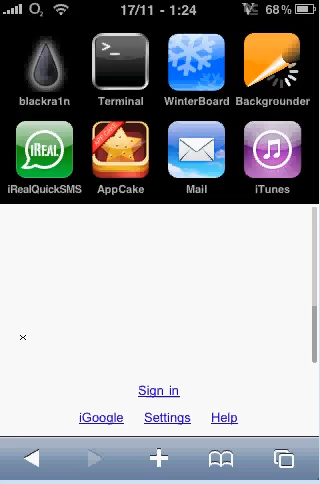 O2 17/11 - 1:24 68%
blackra1n Terminal WinterBoard Backgrounder
iREAL
APPCAKE
iRealQuickSMS AppCake Mail iTunes
Sign in
iGoogle Settings Help